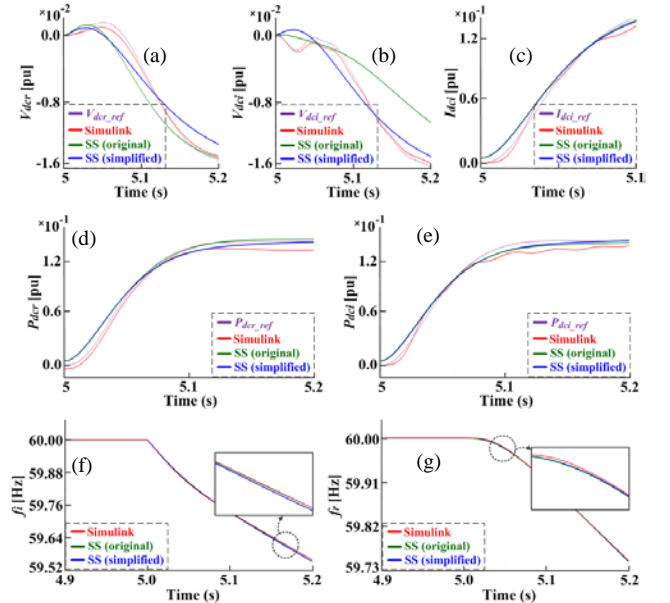 ×10⁻²
(a)
V_dcr [pu]
0
-0.8
-1.6
V_dcr_ref
Simulink
SS (original)
SS (simplified)
5
5.1
5.2
Time (s)
×10⁻²
(b)
V_dci [pu]
0
-0.8
-1.6
V_dci_ref
Simulink
SS (original)
SS (simplified)
5
5.1
5.2
Time (s)
×10⁻¹
(c)
I_dci [pu]
1.2
0.6
0.0
I_dci_ref
Simulink
SS (original)
SS (simplified)
5
5.1
Time (s)
×10⁻¹
(d)
P_dcr [pu]
1.2
0.6
0.0
P_dcr_ref
Simulink
SS (original)
SS (simplified)
5
5.1
5.2
Time (s)
×10⁻¹
(e)
P_dci [pu]
1.2
0.6
0.0
P_dci_ref
Simulink
SS (original)
SS (simplified)
5
5.1
5.2
Time (s)
(f)
f_i [Hz]
60.00
59.88
59.76
59.64
59.52
Simulink
SS (original)
SS (simplified)
4.9
5.0
5.1
5.2
Time (s)
(g)
f_r [Hz]
60.00
59.91
59.82
59.73
Simulink
SS (original)
SS (simplified)
4.9
5.0
5.1
5.2
Time (s)